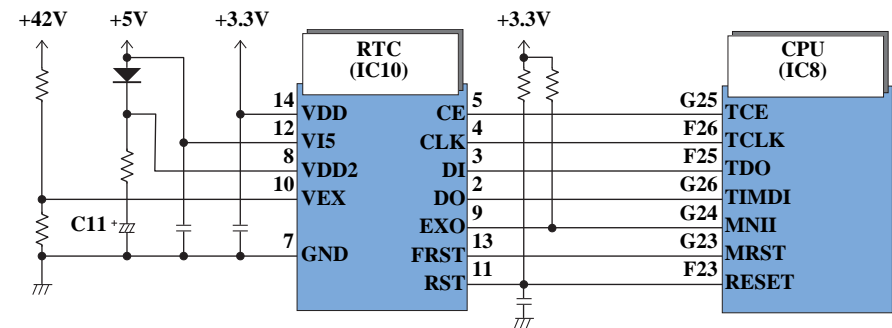 +42V +5V +3.3V +3.3V
RTC
(IC10)
CPU
(IC8)
14 VDD CE 5 G25 TCE
12 VI5 CLK 4 F26 TCLK
8 VDD2 DI 3 F25 TDO
10 VEX DO 2 G26 TIMDI
C11 + EXO 9 G24 MNII
7 GND FRST 13 G23 MRST
RST 11 F23 RESET